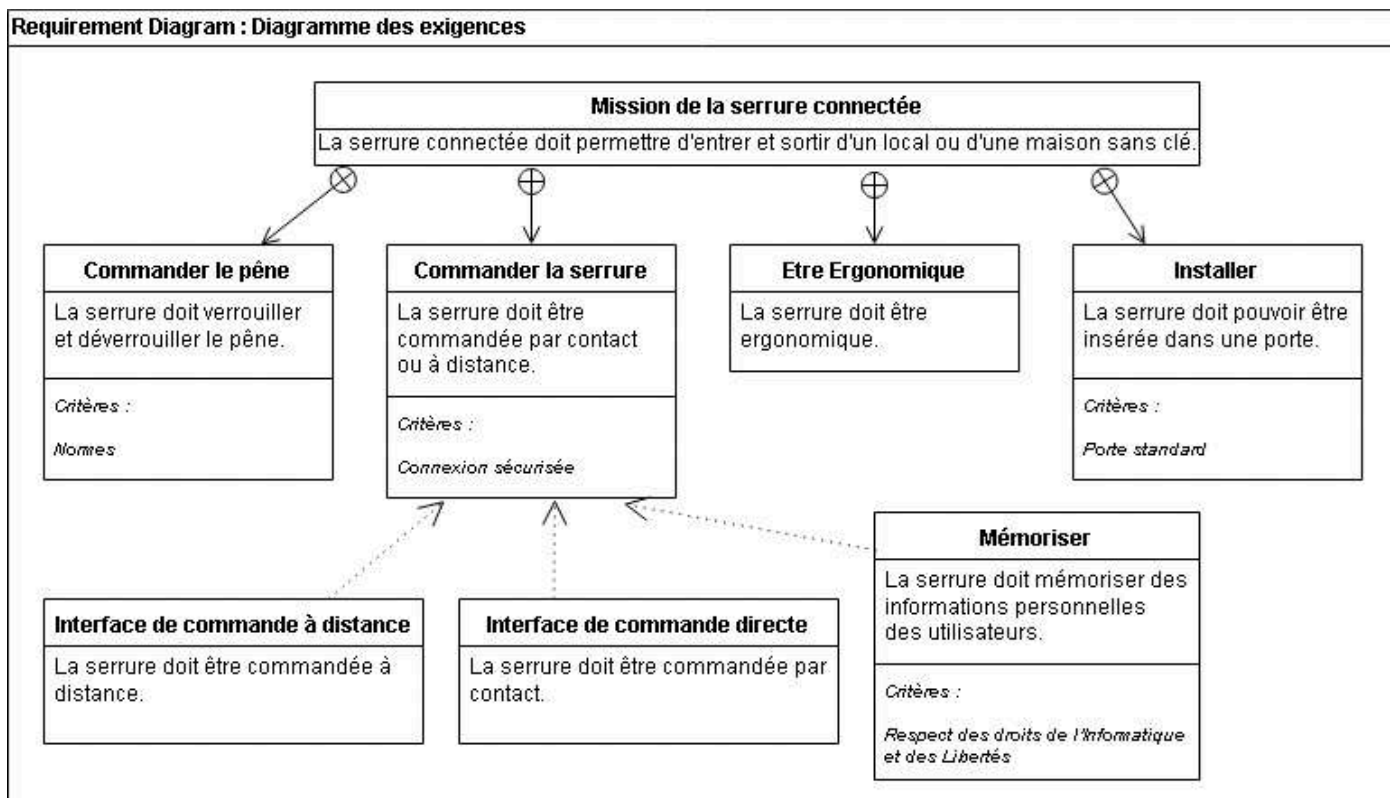 Requirement Diagram : Diagramme des exigences
Mission de la serrure connectée
La serrure connectée doit permettre d'entrer et sortir d'un local ou d'une maison sans clé.
Commander le pêne
La serrure doit verrouiller
et déverrouiller le pêne.
Critères :
Normes
Commander la serrure
La serrure doit être
commandée par contact
ou à distance.
Critères :
Connexion sécurisée
Etre Ergonomique
La serrure doit être
ergonomique.
Installer
La serrure doit pouvoir être
insérée dans une porte.
Critères :
Porte standard
Interface de commande à distance
La serrure doit être commandée à
distance.
Interface de commande directe
La serrure doit être commandée par
contact.
Mémoriser
La serrure doit mémoriser des
informations personnelles
des utilisateurs.
Critères :
Respect des droits de l'Informatique
et des Libertés